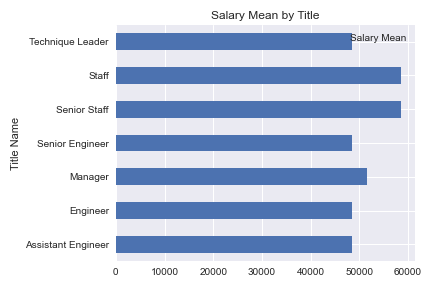 Salary Mean by Title
Salary Mean
Title Name
Technique Leader
Staff
Senior Staff
Senior Engineer
Manager
Engineer
Assistant Engineer
0 10000 20000 30000 40000 50000 60000